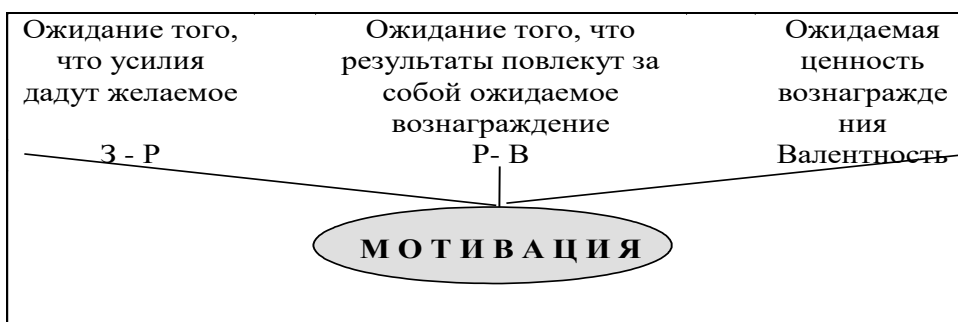 Ожидание того,
что усилия
дадут желаемое
З - Р
Ожидание того, что
результаты повлекут за
собой ожидаемое
вознаграждение
Р- В
Ожидаемая
ценность
вознагражде
ния
Валентность
М О Т И В А Ц И Я